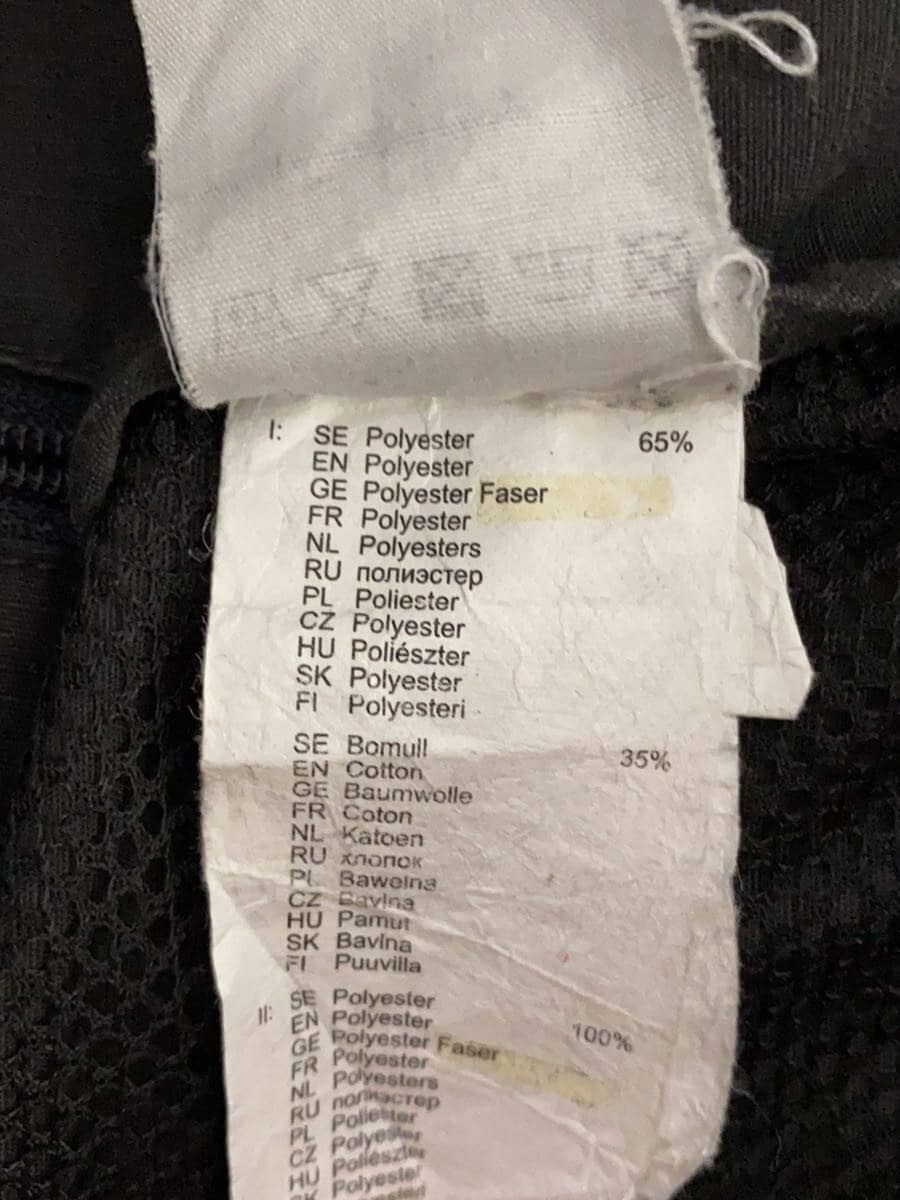 I: SE Polyester 65%
EN Polyester
GE Polyester Faser
FR Polyester
NL Polyesters
RU полиэстер
PL Poliester
CZ Polyester
HU Poliészter
SK Polyester
FI Polyesteri
SE Bomull 35%
EN Cotton
GE Baumwolle
FR Coton
NL Katoen
RU хлопок
PL Bawelna
CZ Bavlna
HU Pamut
SK Bavlna
FI Puuvilla
II: SE Polyester 100%
EN Polyester
GE Polyester Faser
FR Polyester
NL Polyesters
RU полиэстер
PL Poliester
CZ Polyester
HU Poliészter
SK Polyester